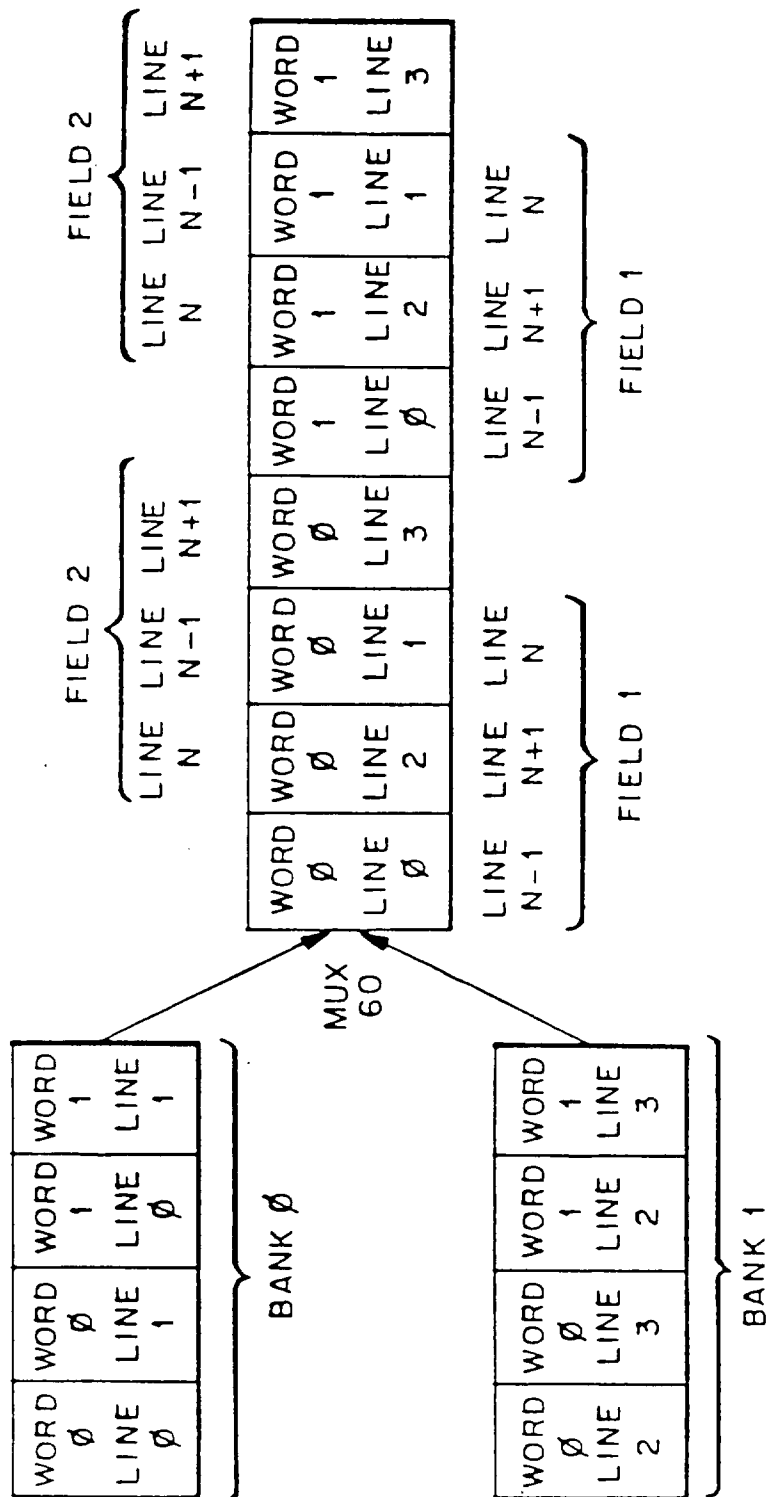 FIELD 2
FIELD 2
LINE LINE LINE
N N-1 N+1
LINE LINE LINE
N N-1 N+1
WORD WORD WORD WORD WORD WORD WORD WORD
Ø Ø Ø Ø 1 1 1 1
LINE LINE LINE LINE LINE LINE LINE LINE
Ø 2 1 3 Ø 2 1 3
LINE LINE LINE
N-1 N+1 N
LINE LINE LINE
N-1 N+1 N
FIELD 1
FIELD 1
MUX
60
WORD WORD WORD WORD
Ø Ø 1 1
LINE LINE LINE LINE
Ø 1 Ø 1
BANK Ø
WORD WORD WORD WORD
Ø Ø 1 1
LINE LINE LINE LINE
2 3 2 3
BANK 1